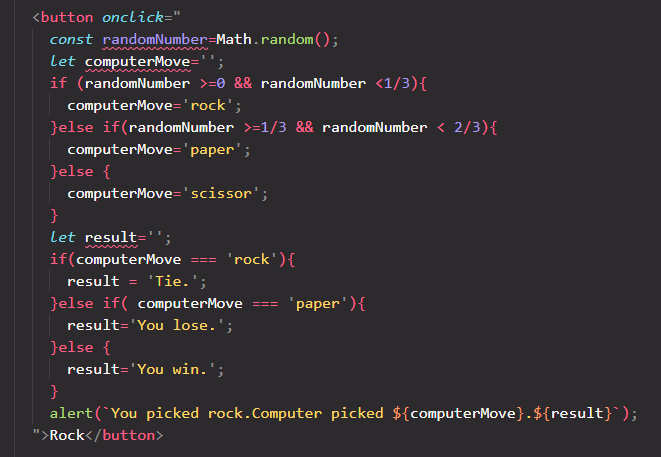 <button onclick="
const randomNumber=Math.random();
let computerMove='';
if (randomNumber >=0 && randomNumber <1/3){
computerMove='rock';
}else if(randomNumber >=1/3 && randomNumber < 2/3){
computerMove='paper';
}else {
computerMove='scissor';
}
let result='';
if(computerMove === 'rock'){
result = 'Tie.';
}else if( computerMove === 'paper'){
result='You lose.';
}else {
result='You win.';
}
alert(`You picked rock.Computer picked ${computerMove}.${result}`);
">Rock</button>